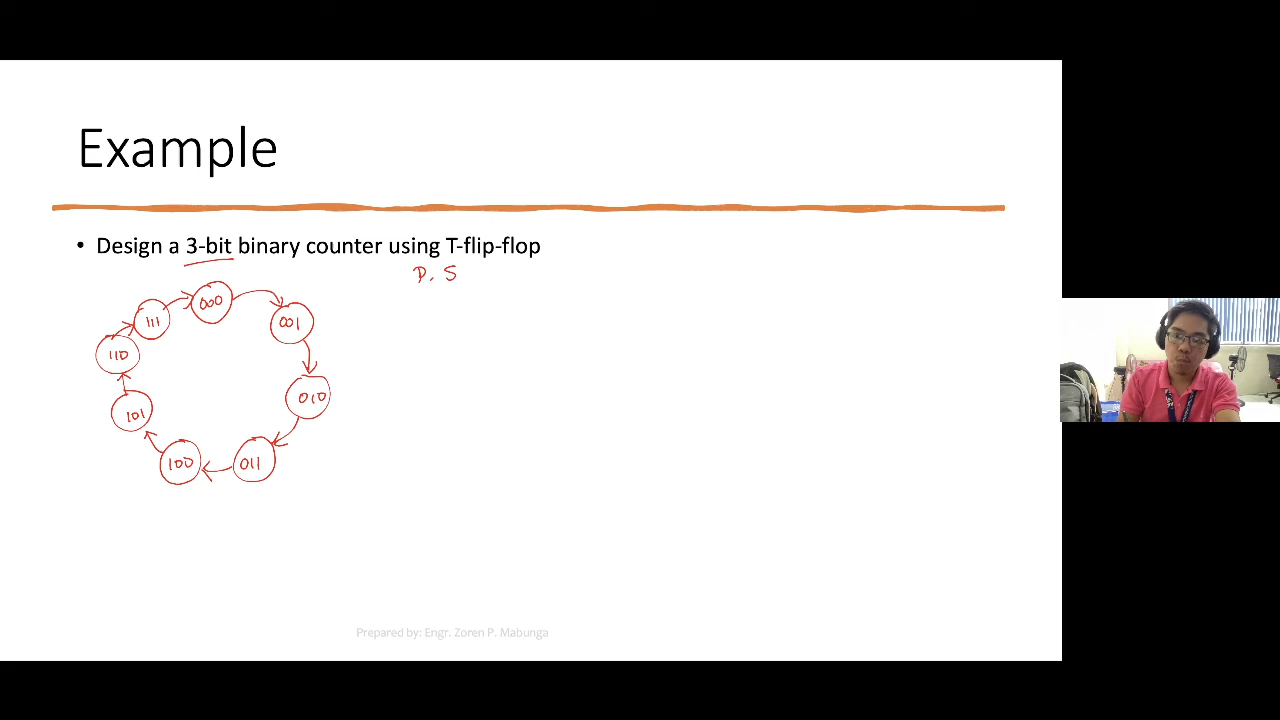 Example
• Design a 3-bit binary counter using T-flip-flop
P. S
000
111
001
110
010
101
100
011
Prepared by: Engr. Zoren P. Mabunga